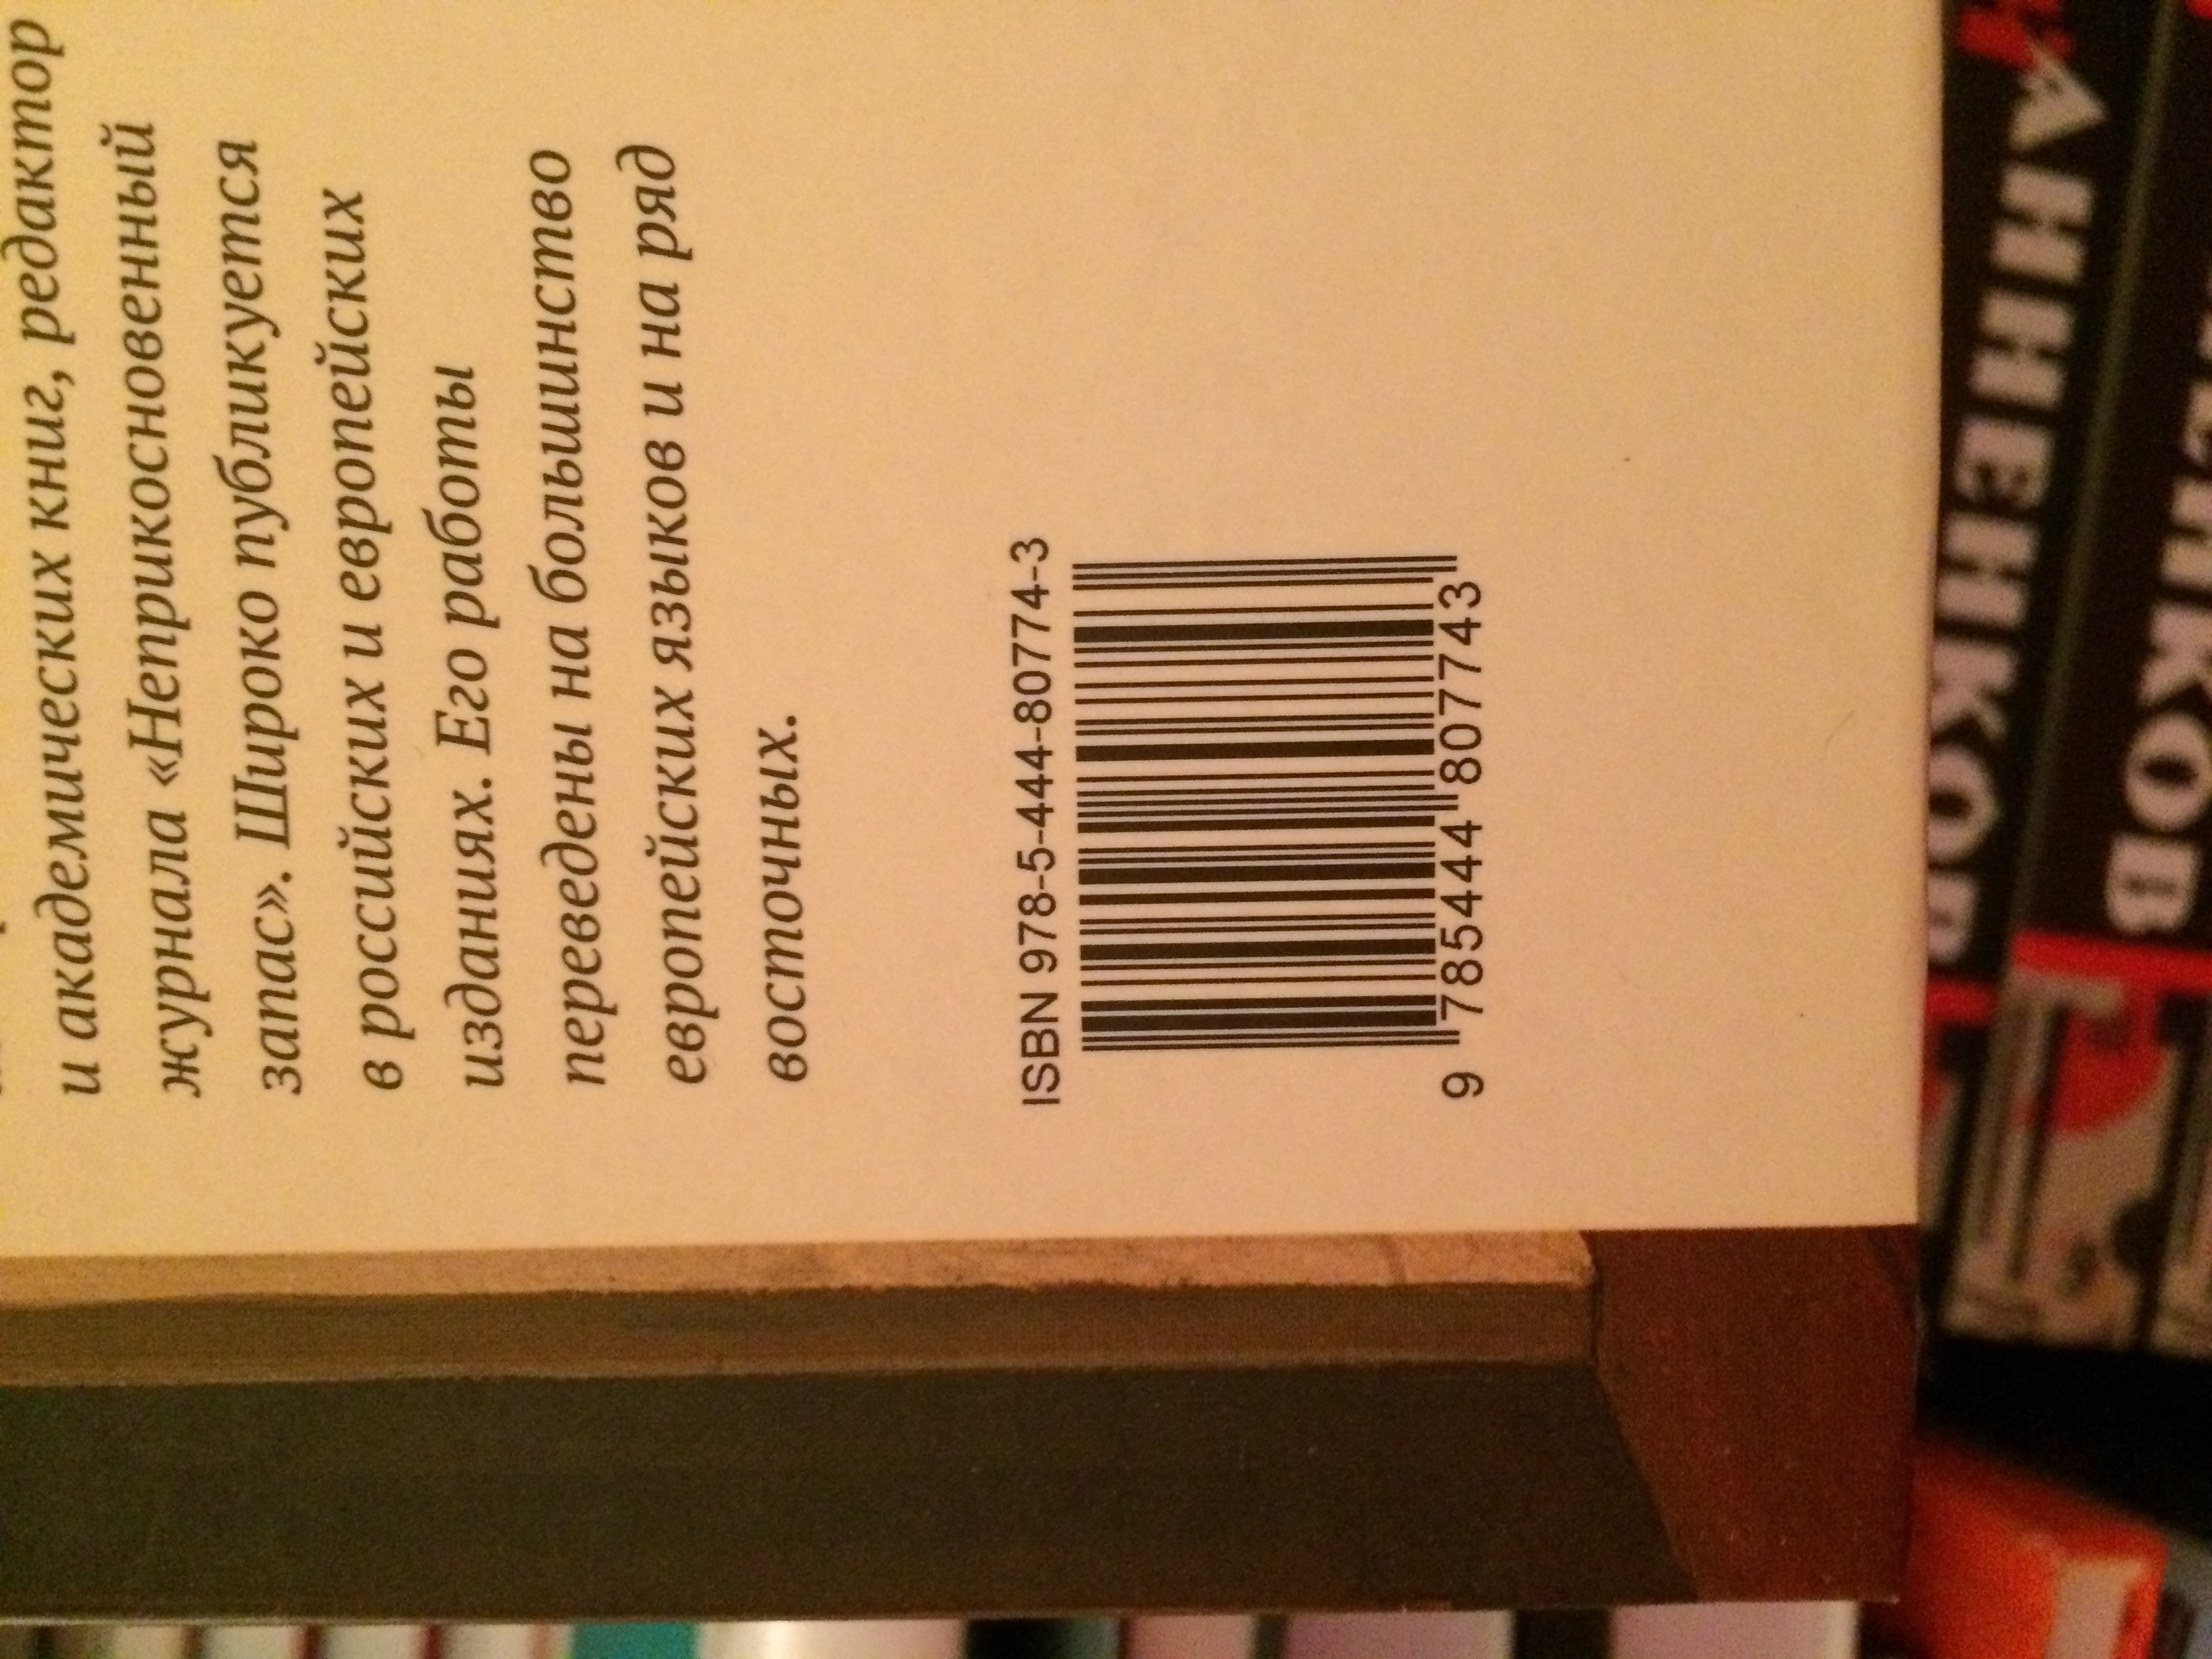 и академических книг, редактор
журнала «Неприкосновенный
запас». Широко публикуется
в российских и европейских
изданиях. Его работы
переведены на большинство
европейских языков и на ряд
восточных.
ISBN 978-5-444-80774-3
9 785444 807743
АННЕНКОВ